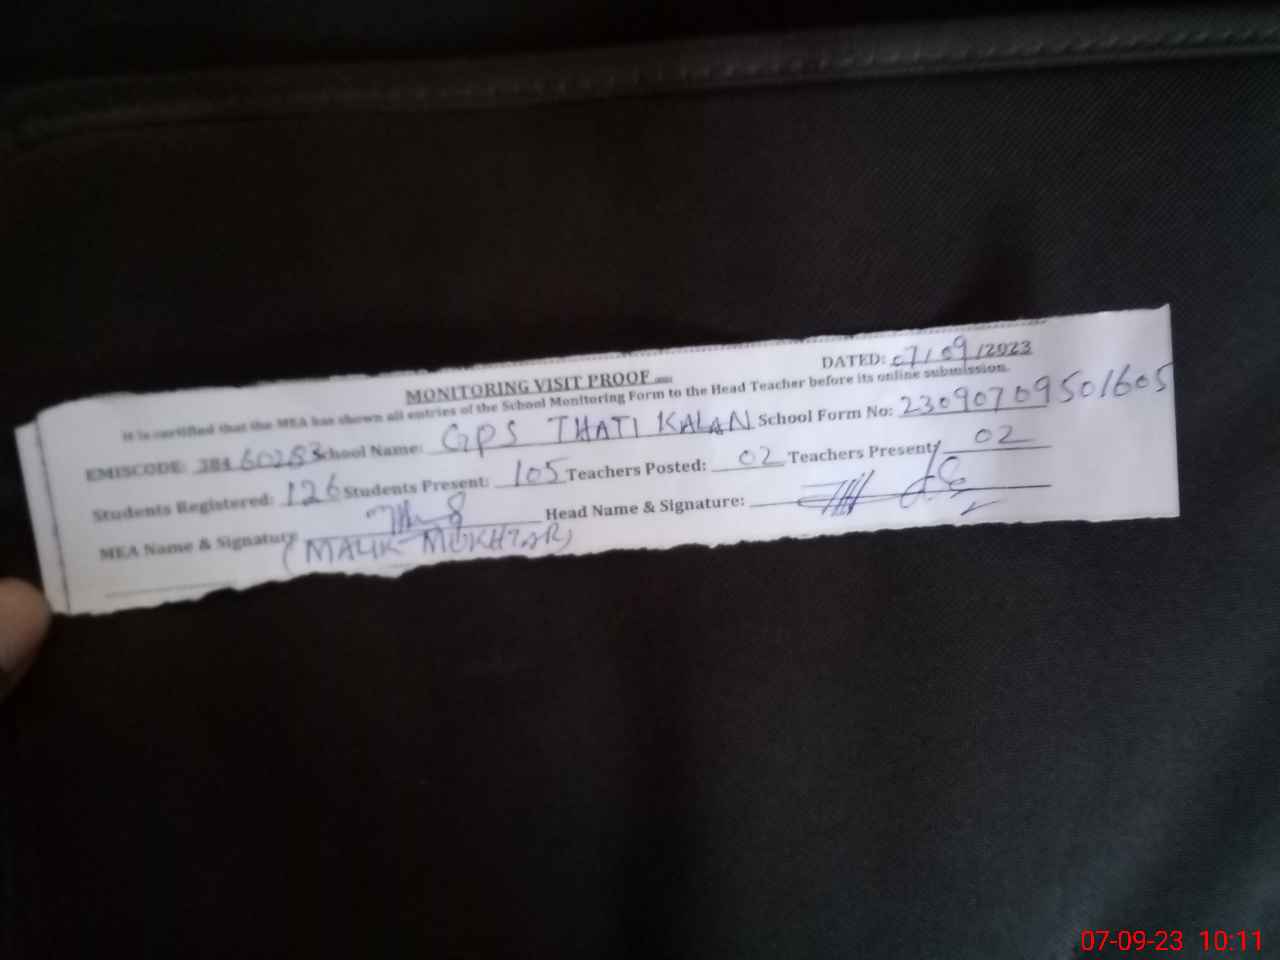 DATED: 07/09/2023
MONITORING VISIT PROOF
It is certified that the MEA has shown all entries of the School Monitoring Form to the Head Teacher before its online submission.
EMISCODE: 384 60283 School Name: GPS THATI KALAN School Form No: 23090709501605
Students Registered: 126 Students Present: 105 Teachers Posted: 02 Teachers Present: 02
MEA Name & Signature Head Name & Signature:
(MALIK MUKHTAR)
07-09-23 10:11